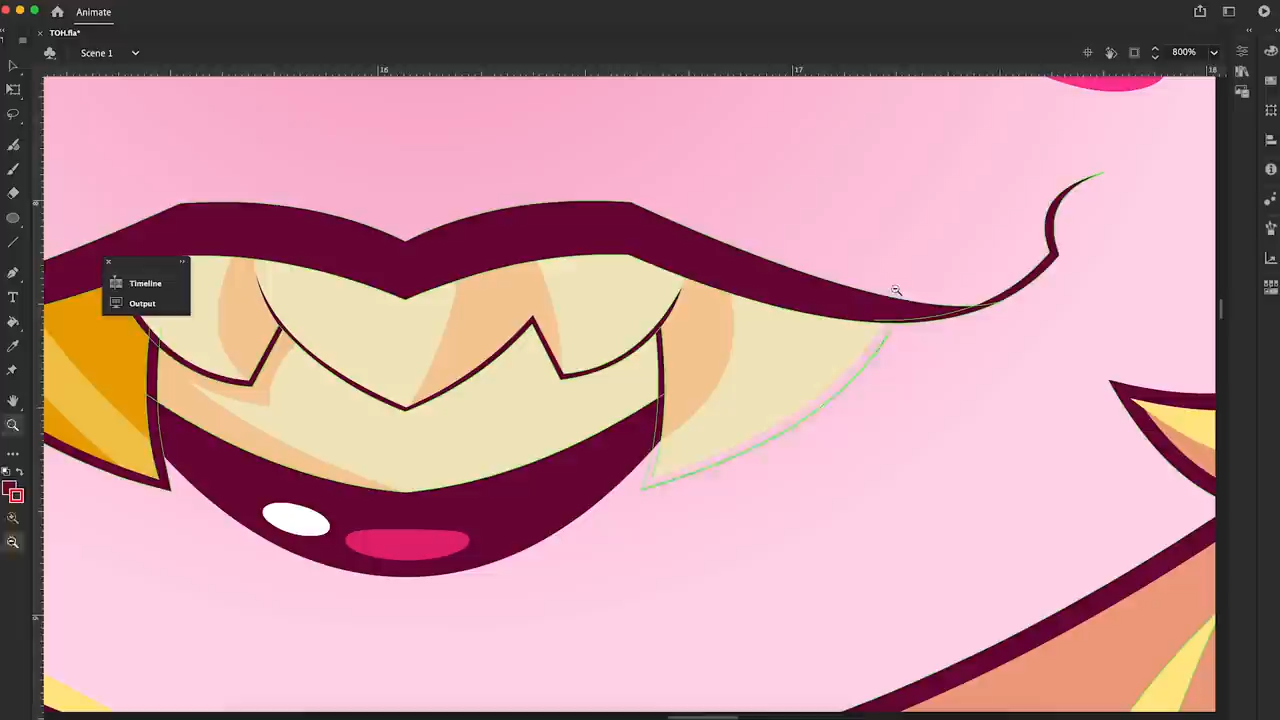 Animate
TOH.fla*
Scene 1
800%
16
17
18
Timeline
Output